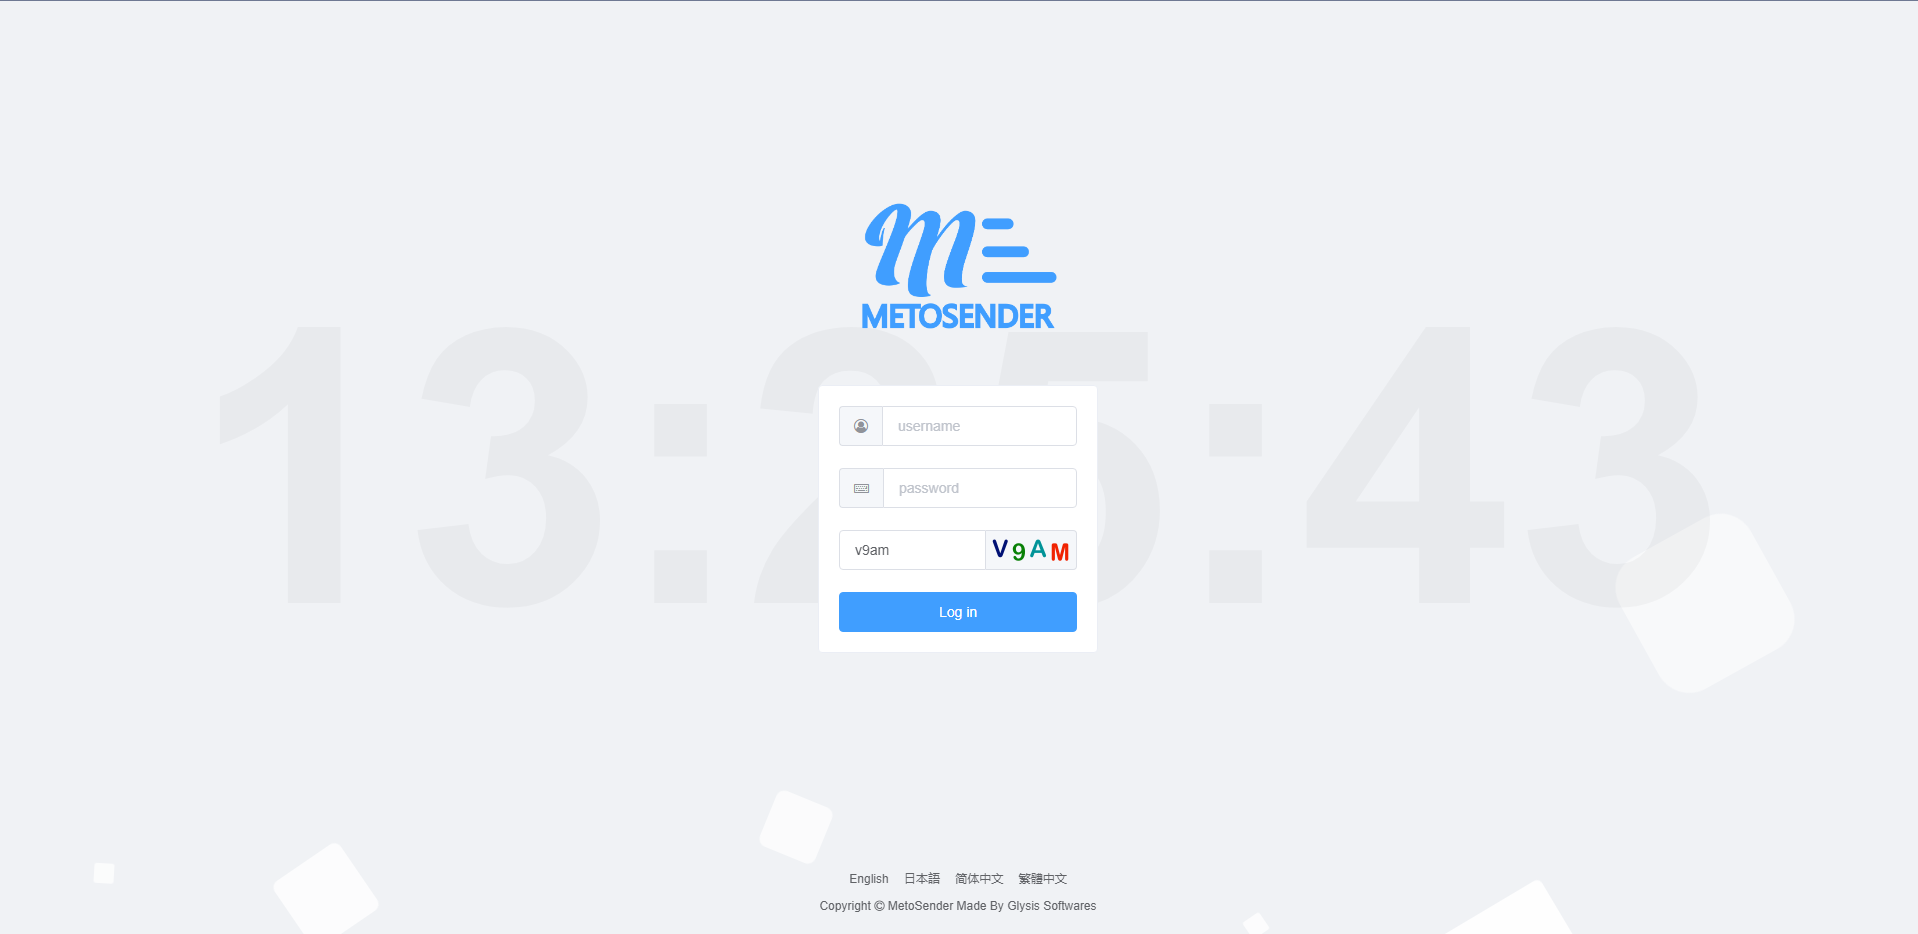 METOSENDER
13:25:43
username
password
v9am
V9AM
Log in
English 日本語 简体中文 繁體中文
Copyright © MetoSender Made By Glysis Softwares